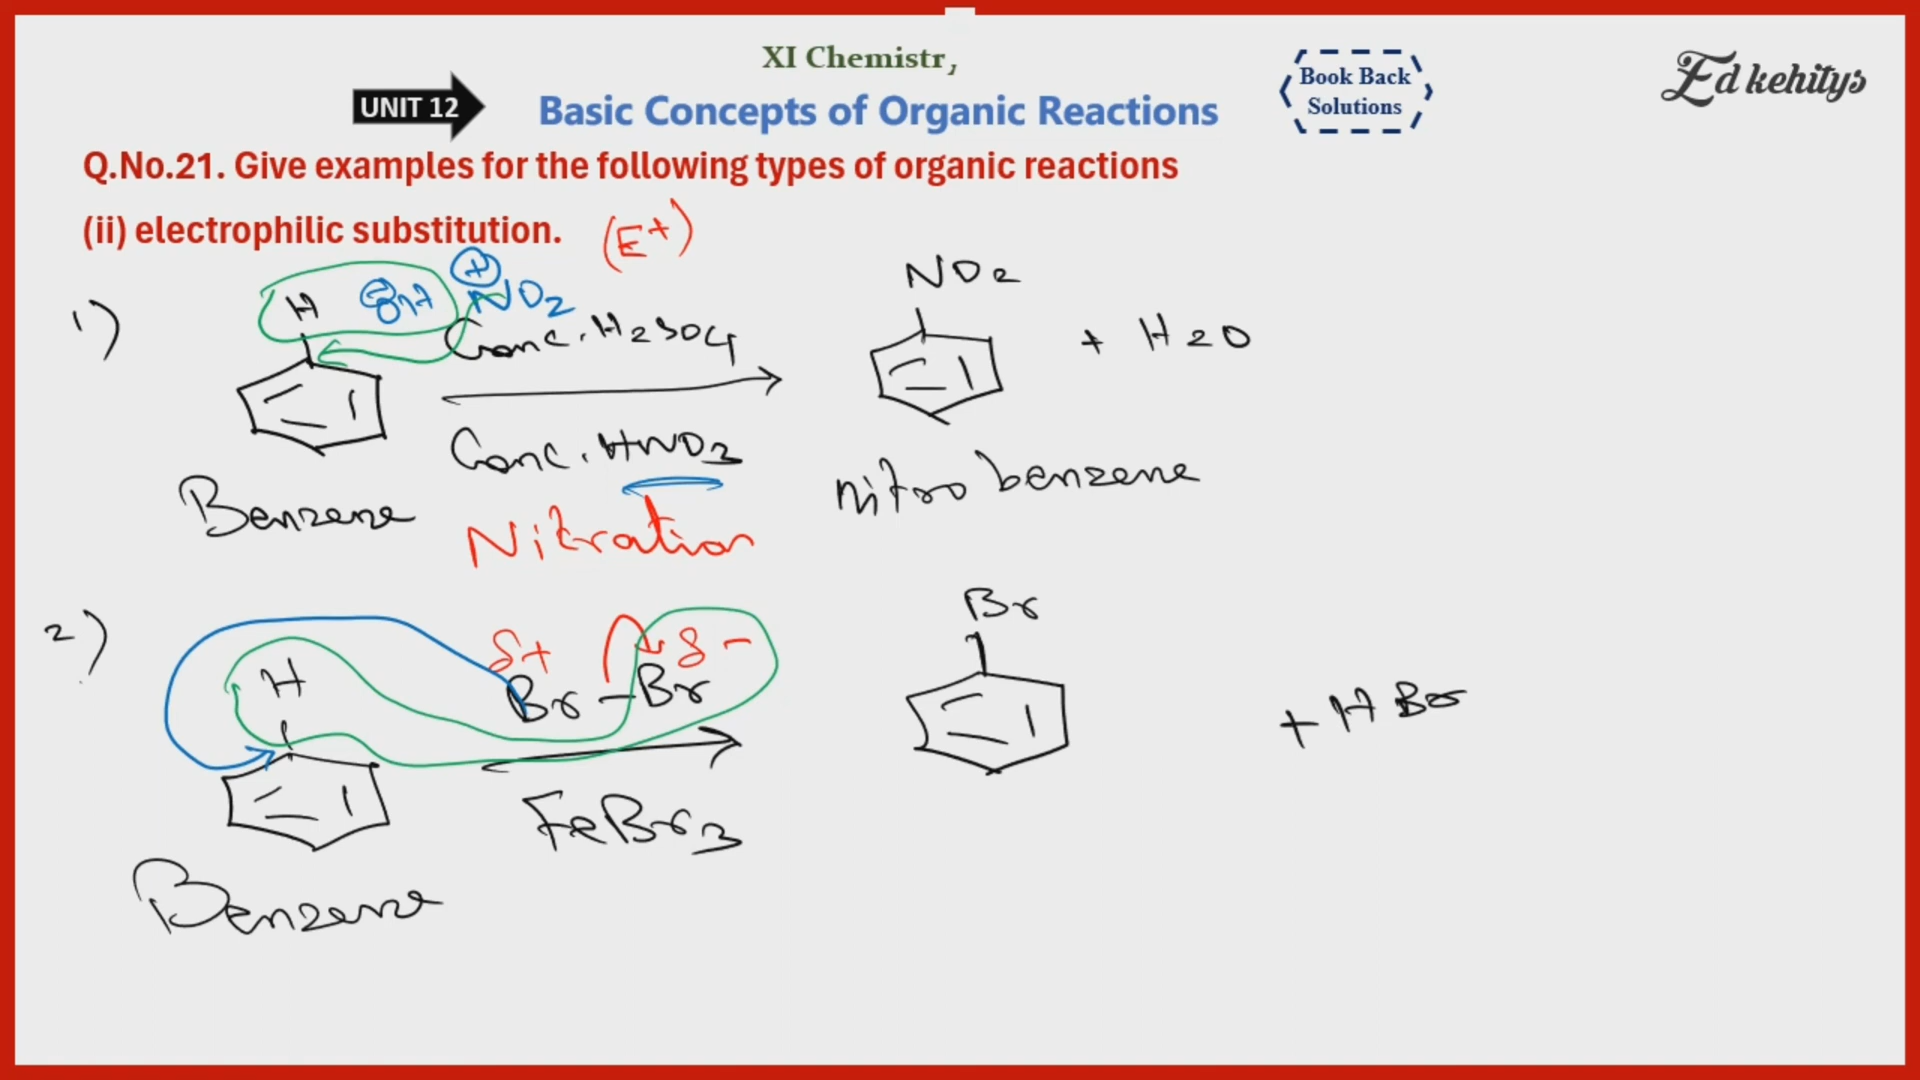 XI Chemistr,
UNIT 12
Basic Concepts of Organic Reactions
Book Back
Solutions
Ed kehitys
Q.No.21. Give examples for the following types of organic reactions
(ii) electrophilic substitution. (E+)
1)
H ⊖OH ⊕NO2
Conc. H2SO4
Conc. HNO3
Benzene
Nitration
NO2
+ H2O
nitro benzene
2)
H
δ+ δ-
Br-Br
FeBr3
Benzene
Br
+ HBr